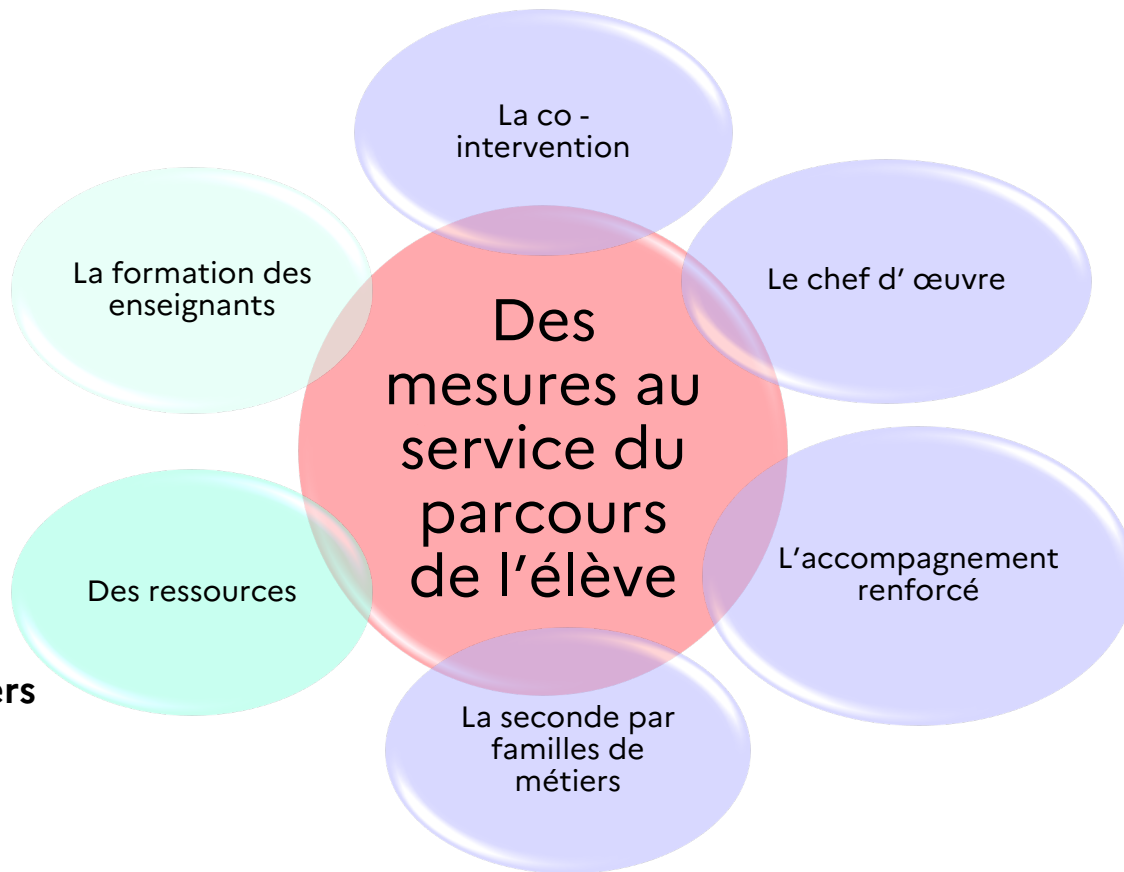 La co -
intervention
La formation des
enseignants
Le chef d’ œuvre
Des
mesures au
service du
parcours
de l’élève
L’accompagnement
renforcé
Des ressources
ers
La seconde par
familles de
métiers